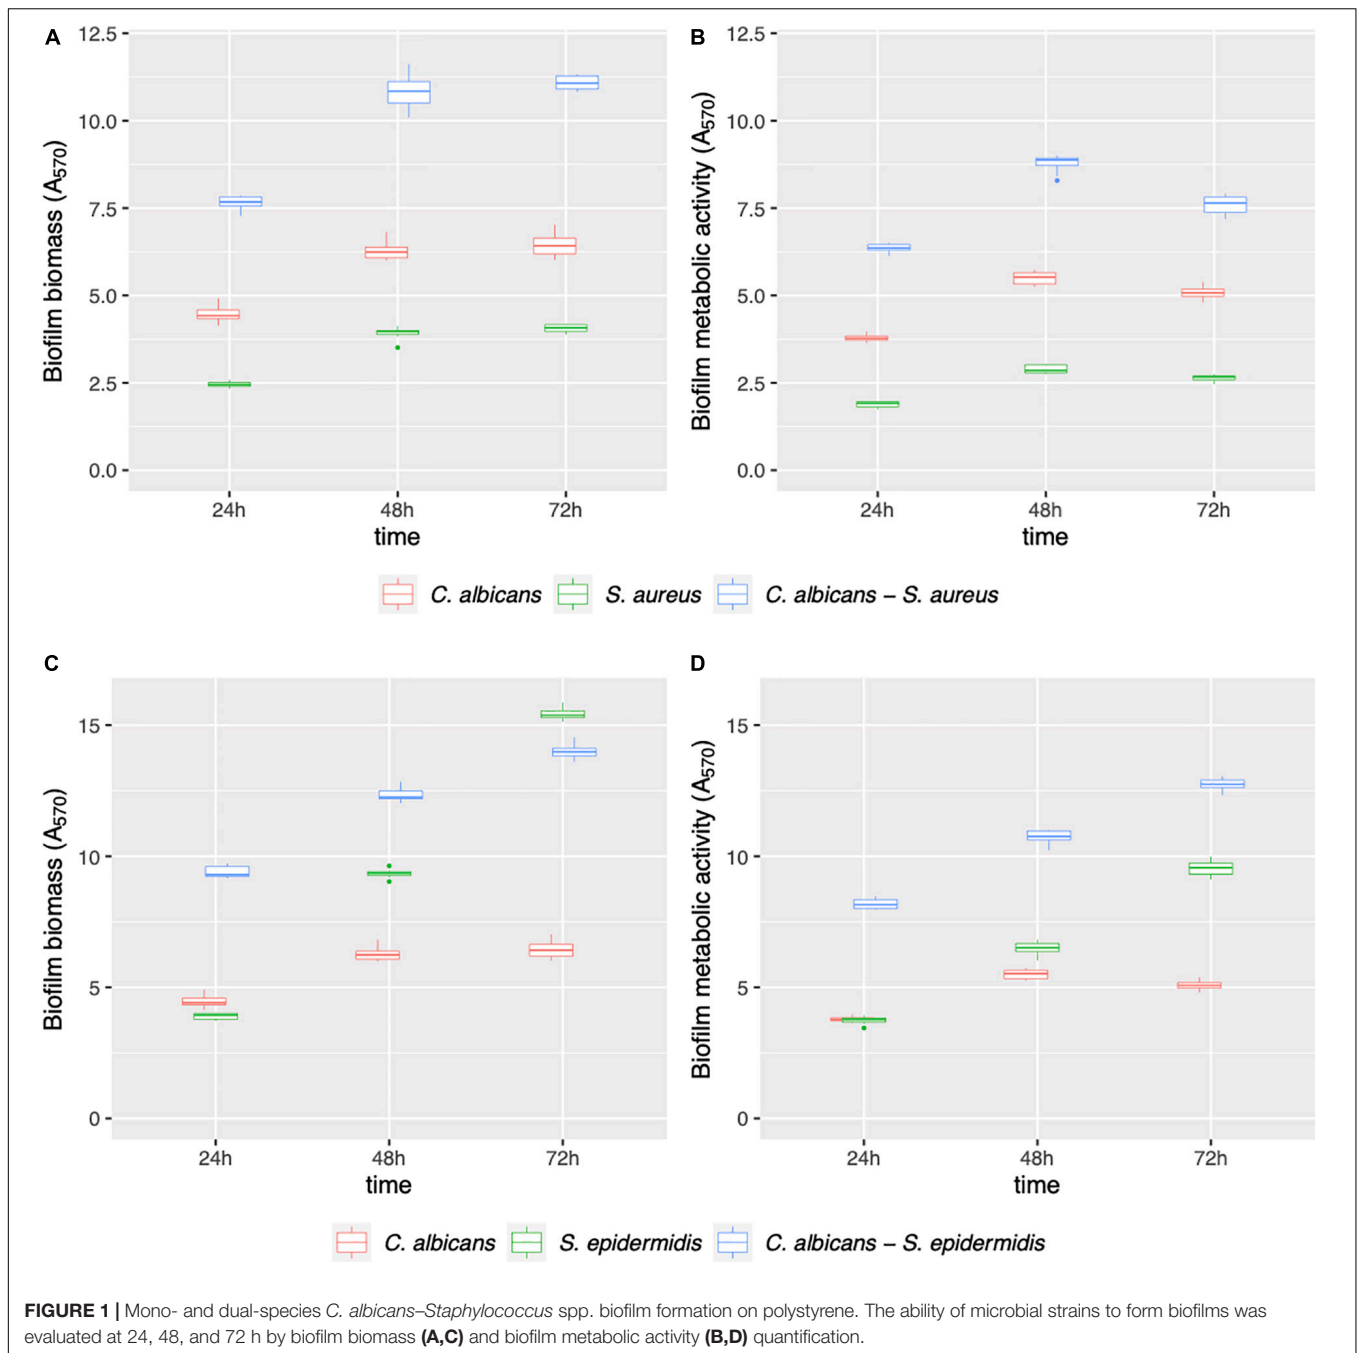 A
Biofilm biomass (A570)
12.5
10.0
7.5
5.0
2.5
0.0
24h 48h 72h
time
B
Biofilm metabolic activity (A570)
12.5
10.0
7.5
5.0
2.5
0.0
24h 48h 72h
time
C. albicans S. aureus C. albicans – S. aureus
C
Biofilm biomass (A570)
15
10
5
0
24h 48h 72h
time
D
Biofilm metabolic activity (A570)
15
10
5
0
24h 48h 72h
time
C. albicans S. epidermidis C. albicans – S. epidermidis
FIGURE 1 | Mono- and dual-species C. albicans–Staphylococcus spp. biofilm formation on polystyrene. The ability of microbial strains to form biofilms was
evaluated at 24, 48, and 72 h by biofilm biomass (A,C) and biofilm metabolic activity (B,D) quantification.